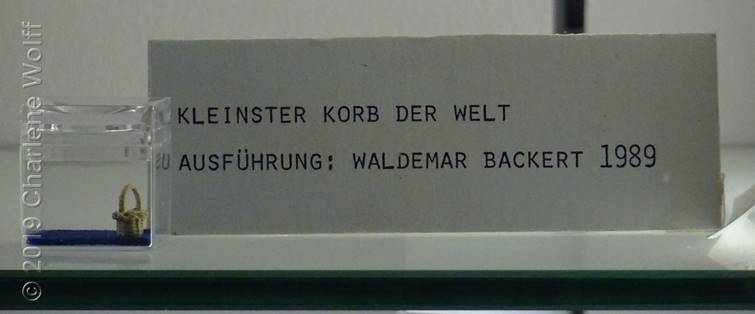 KLEINSTER KORB DER WELT
AUSFÜHRUNG: WALDEMAR BACKERT 1989
© 2019 Charlene Wolff